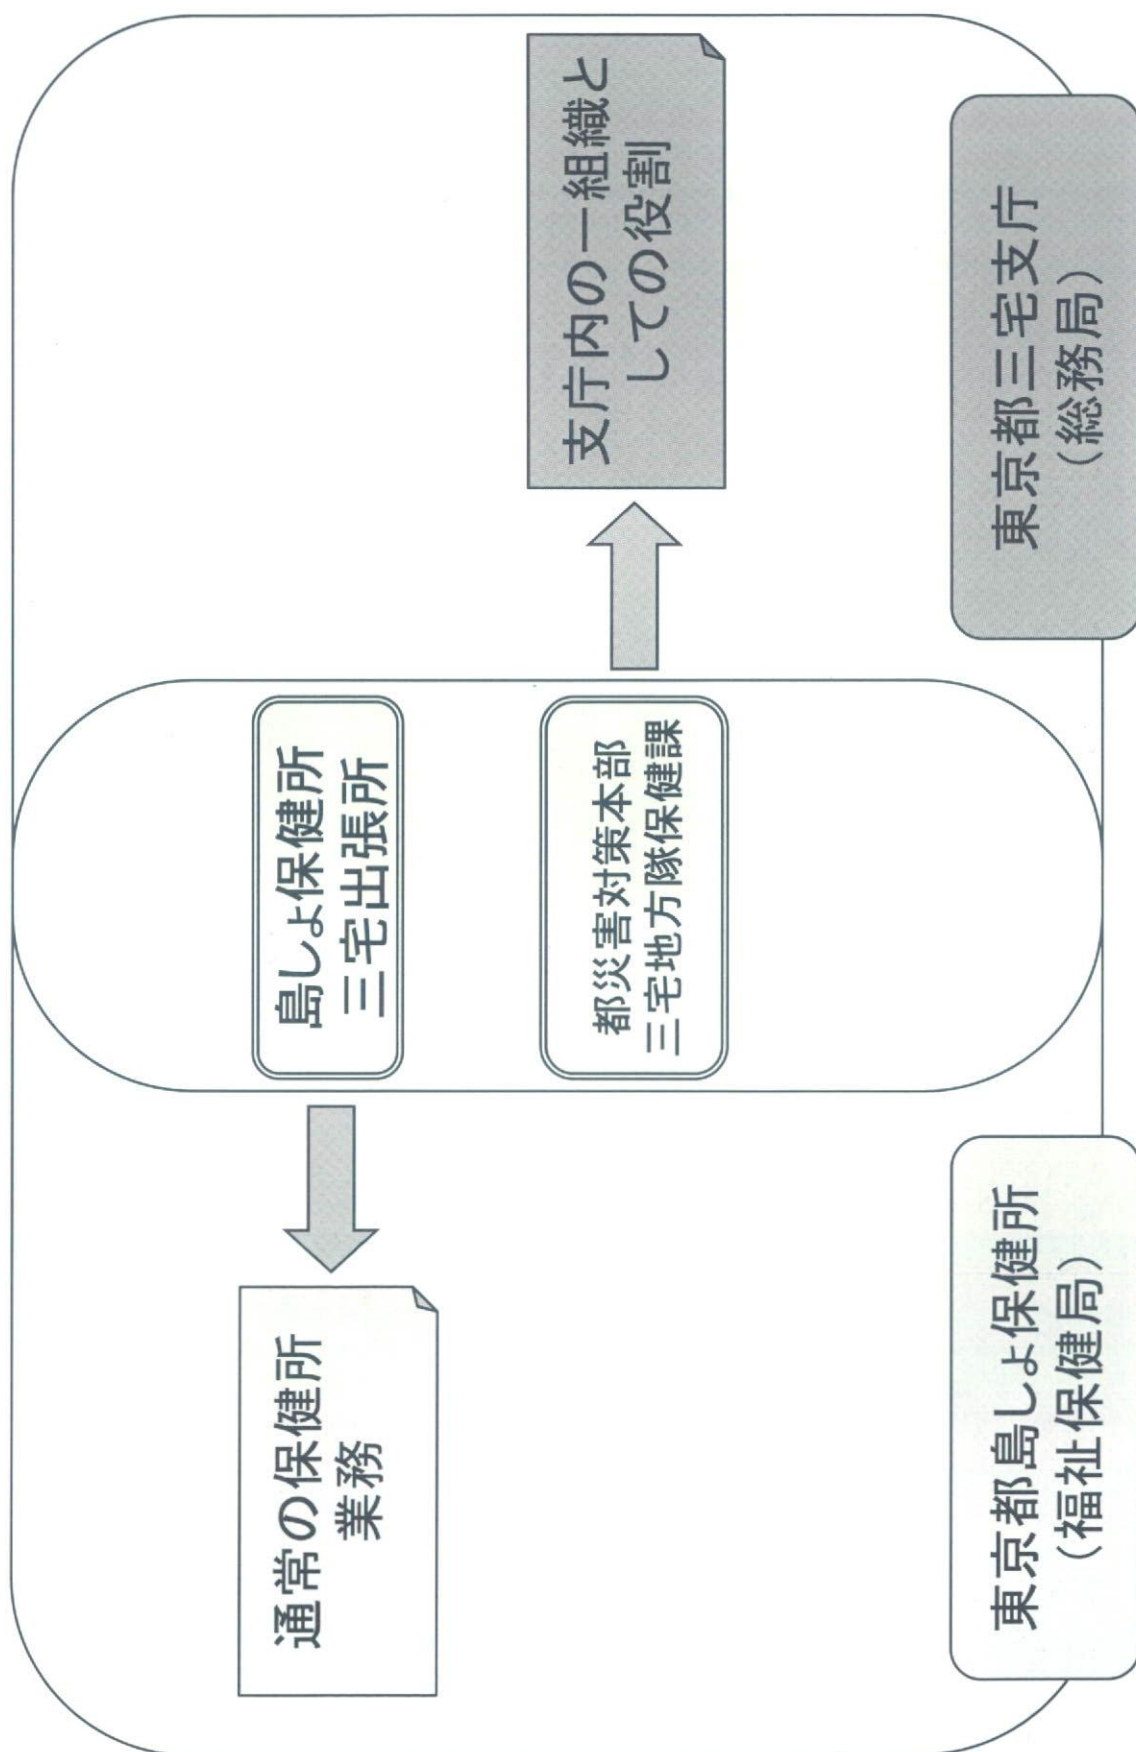 通常の保健所
業務
島しょ保健所
三宅出張所
都災害対策本部
三宅地方隊保健課
支庁内の一組織と
しての役割
東京都島しょ保健所
（福祉保健局）
東京都三宅支庁
（総務局）